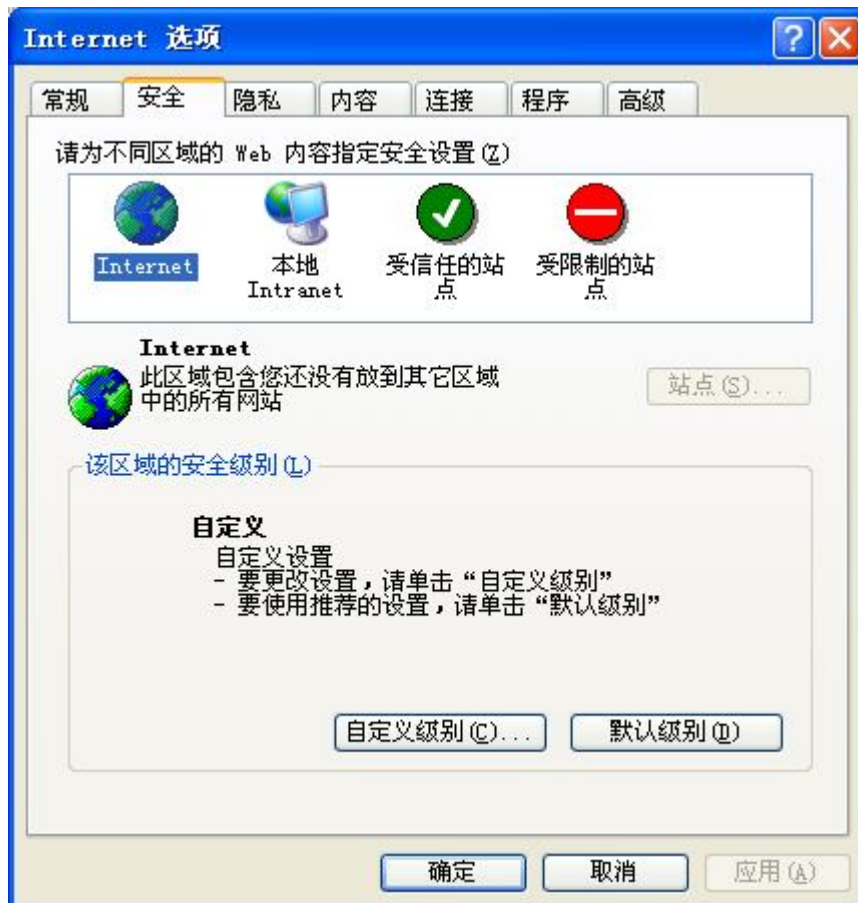 Internet 选项
常规 安全 隐私 内容 连接 程序 高级
请为不同区域的 Web 内容指定安全设置(Z)
Internet 本地 Intranet 受信任的站点 受限制的站点
Internet
此区域包含您还没有放到其它区域
中的所有网站
站点(S)...
该区域的安全级别(L)
自定义
自定义设置
- 要更改设置，请单击“自定义级别”
- 要使用推荐的设置，请单击“默认级别”
自定义级别(C)... 默认级别(D)
确定 取消 应用(A)